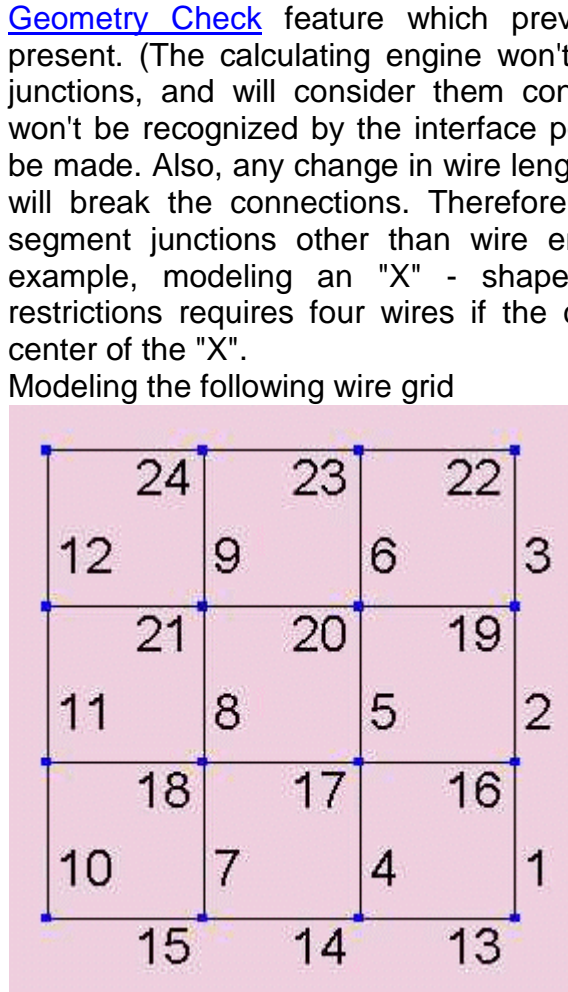 Geometry Check feature which prev
present. (The calculating engine won't
junctions, and will consider them con
won't be recognized by the interface p
be made. Also, any change in wire leng
will break the connections. Therefore
segment junctions other than wire e
example, modeling an "X" - shape
restrictions requires four wires if the
center of the "X".
Modeling the following wire grid
24 23 22
12 9 6 3
21 20 19
11 8 5 2
18 17 16
10 7 4 1
15 14 13